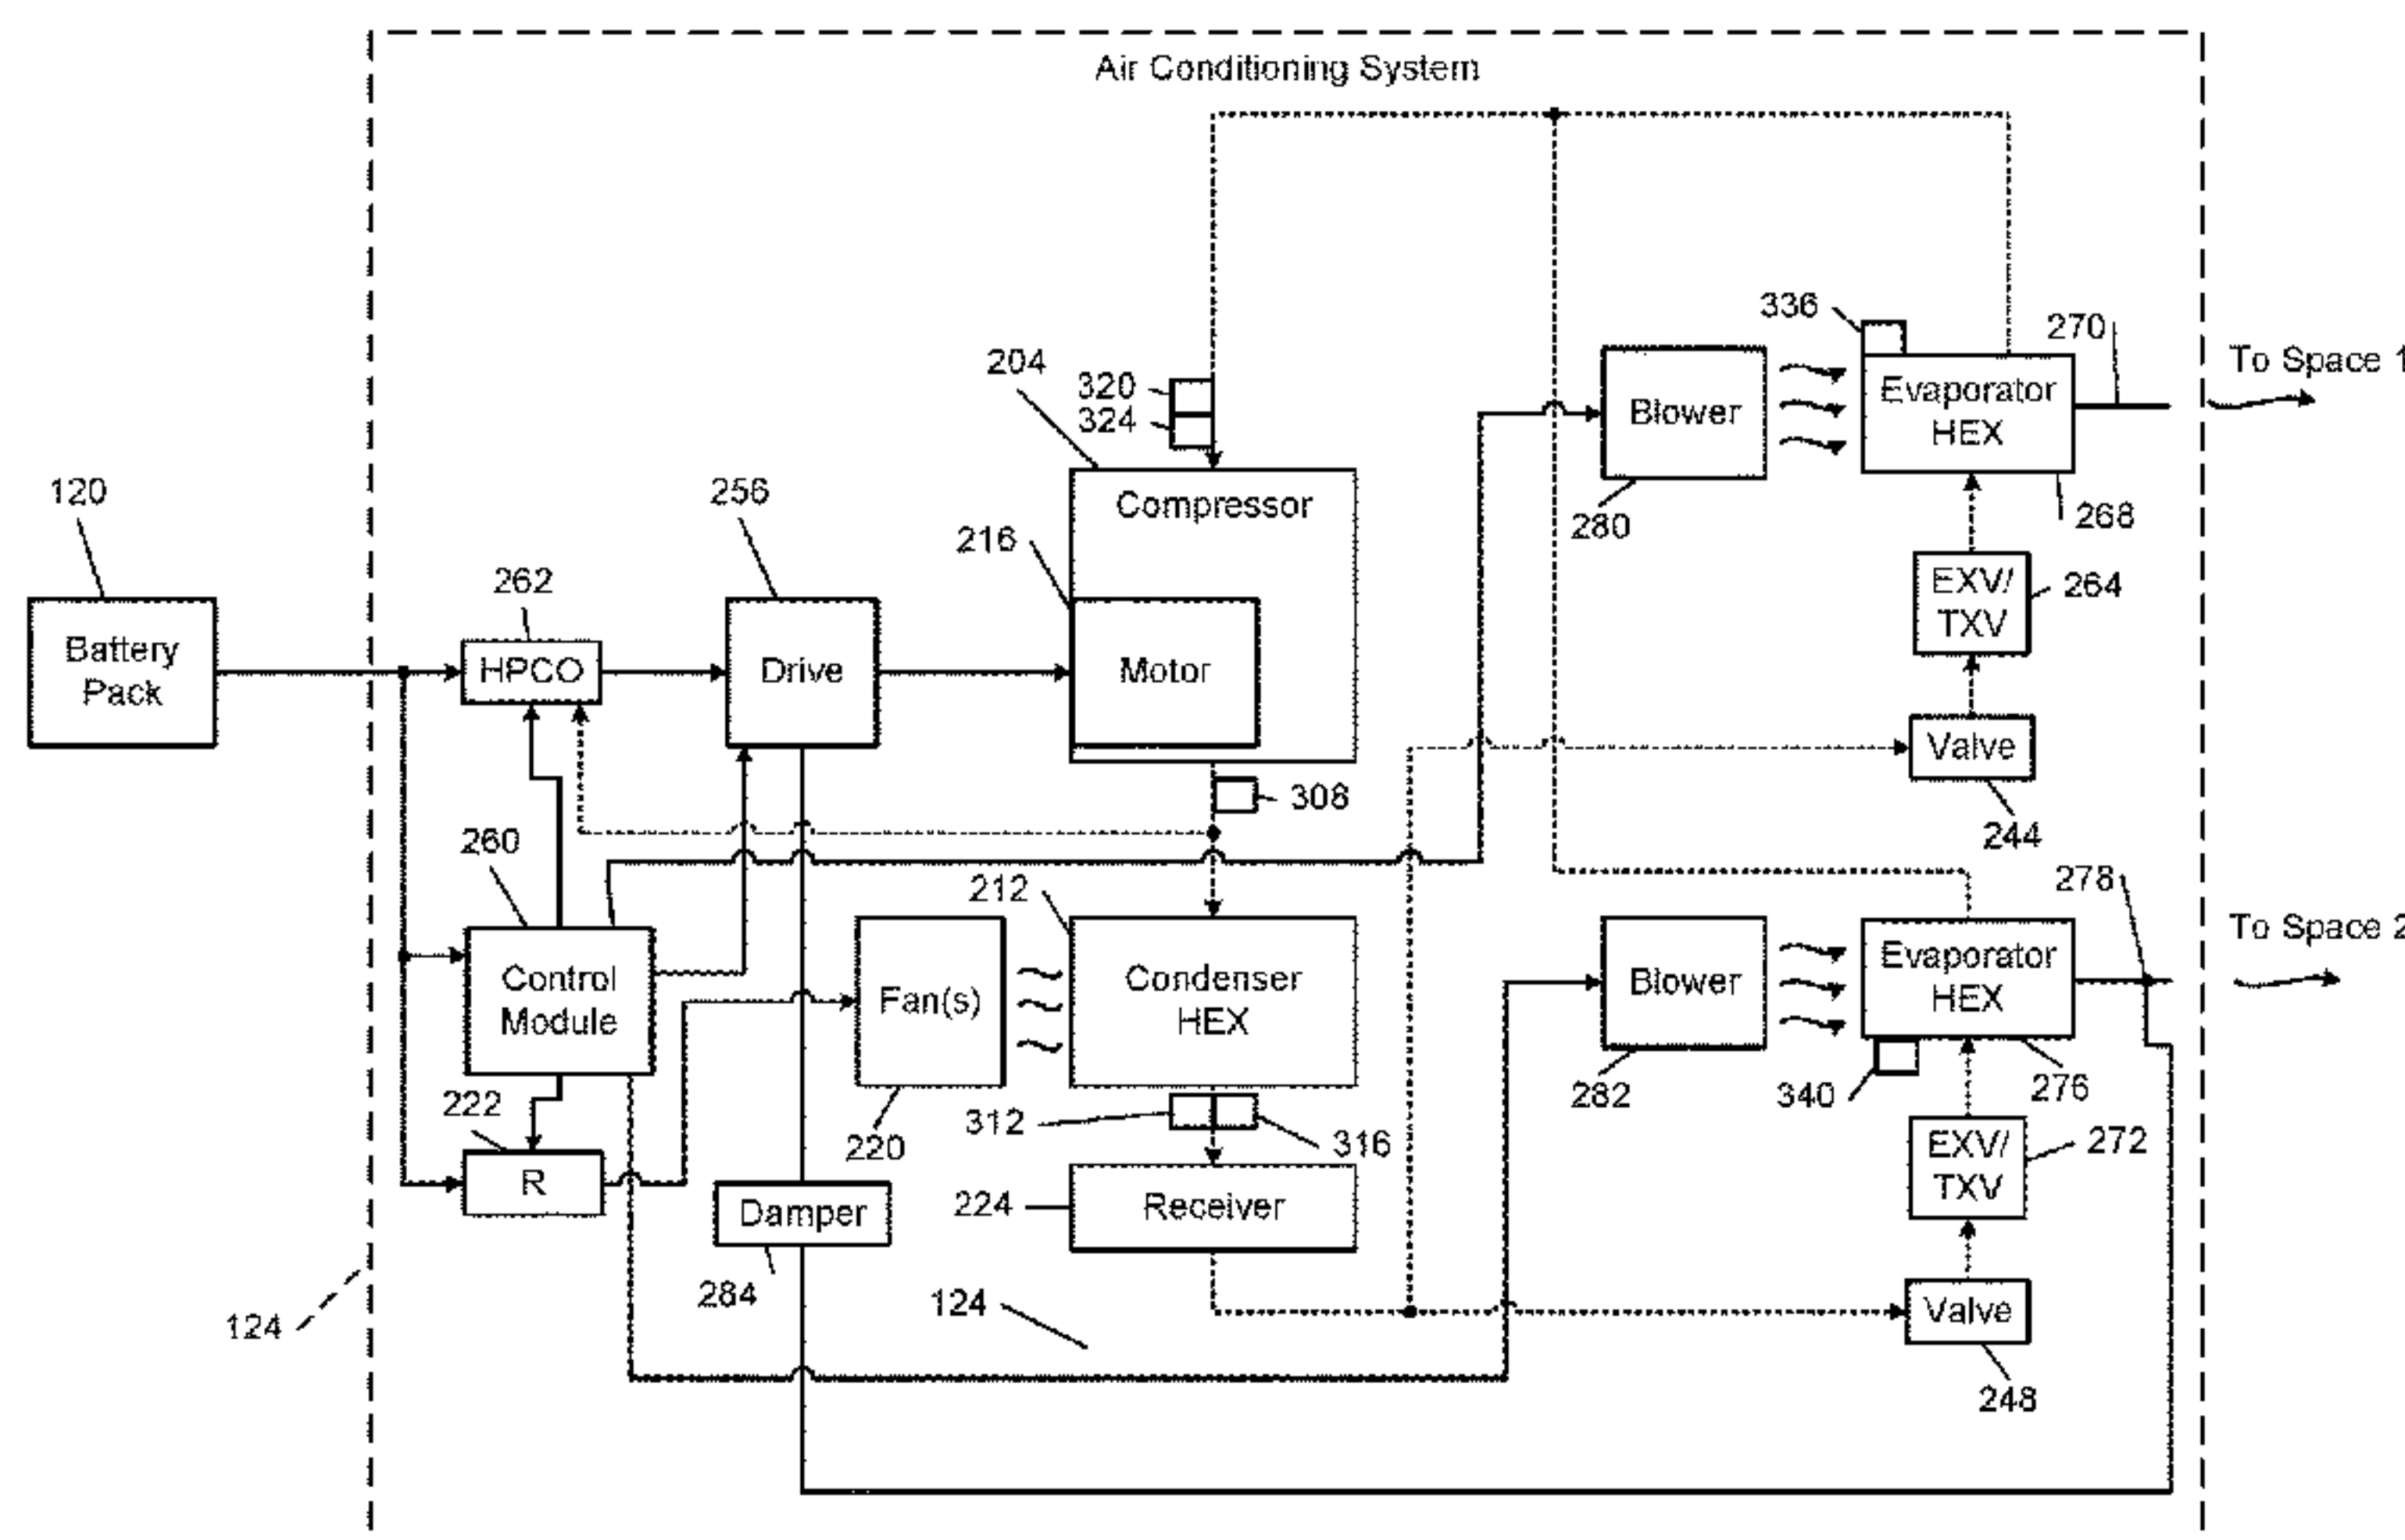 Air Conditioning System
336
270
To Space 1
204
320
324
Blower
Evaporator
HEX
280
268
120
256
Compressor
216
262
EXV/
TXV
264
Battery
Pack
HPCO
Drive
Motor
Valve
308
244
260
212
278
To Space 2
Control
Module
Fan(s)
Condenser
HEX
Blower
Evaporator
HEX
222
220
312
316
282
340
276
R
Damper
224
Receiver
EXV/
TXV
272
284
124
124
Valve
248